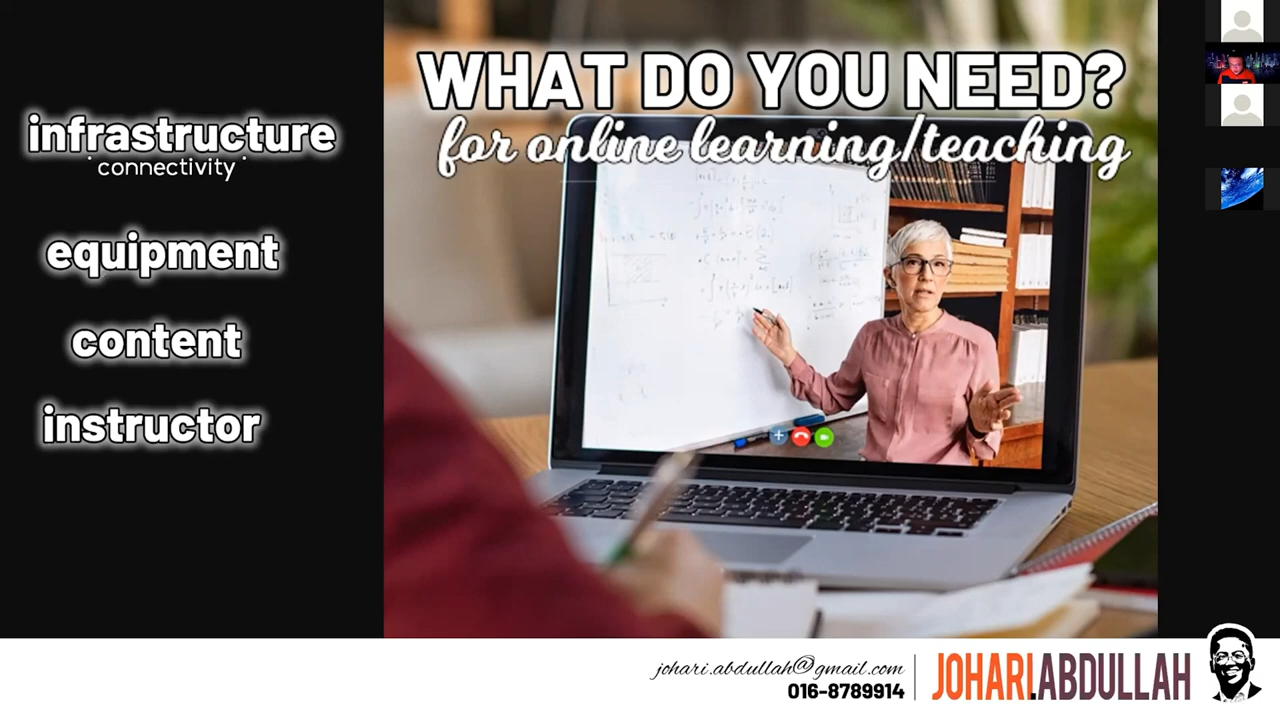 WHAT DO YOU NEED?
for online learning/teaching
infrastructure
connectivity
equipment
content
instructor
johari.abdullah@gmail.com
016-8789914
JOHARI.ABDULLAH